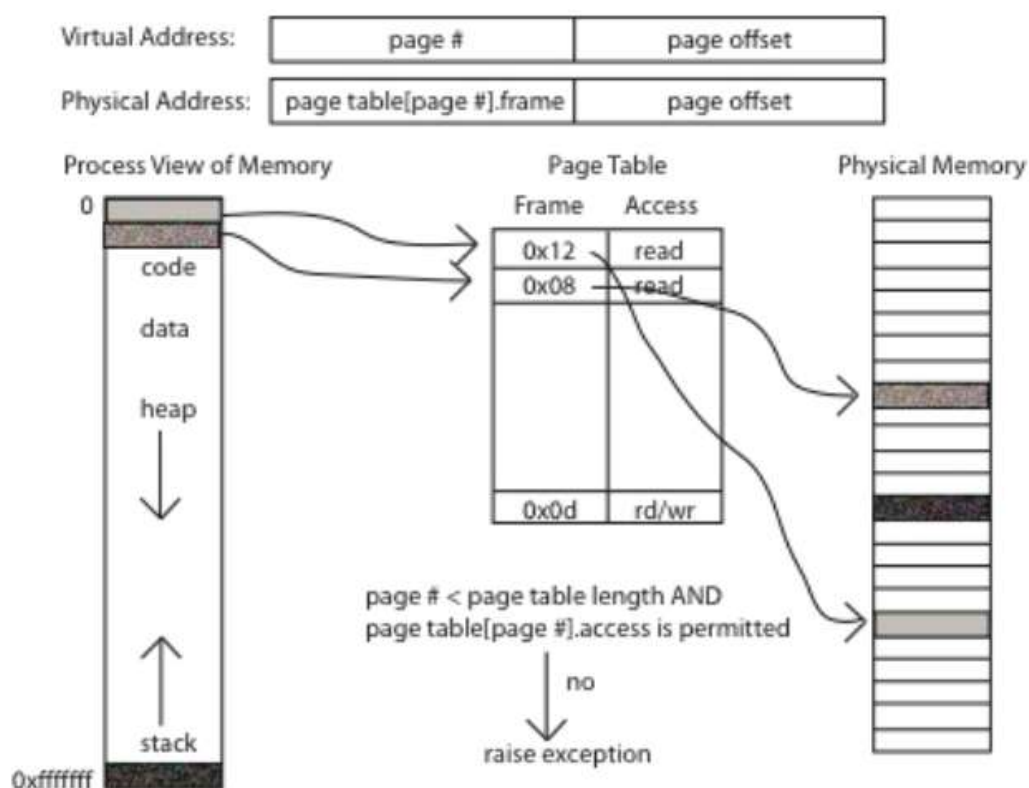 Virtual Address: page # page offset
Physical Address: page table[page #].frame page offset
Process View of Memory Page Table Physical Memory
0 Frame Access
0x12 read
code 0x08 read
data
heap
0x0d rd/wr
page # < page table length AND
page table[page #].access is permitted
no
stack raise exception
0xffffffff